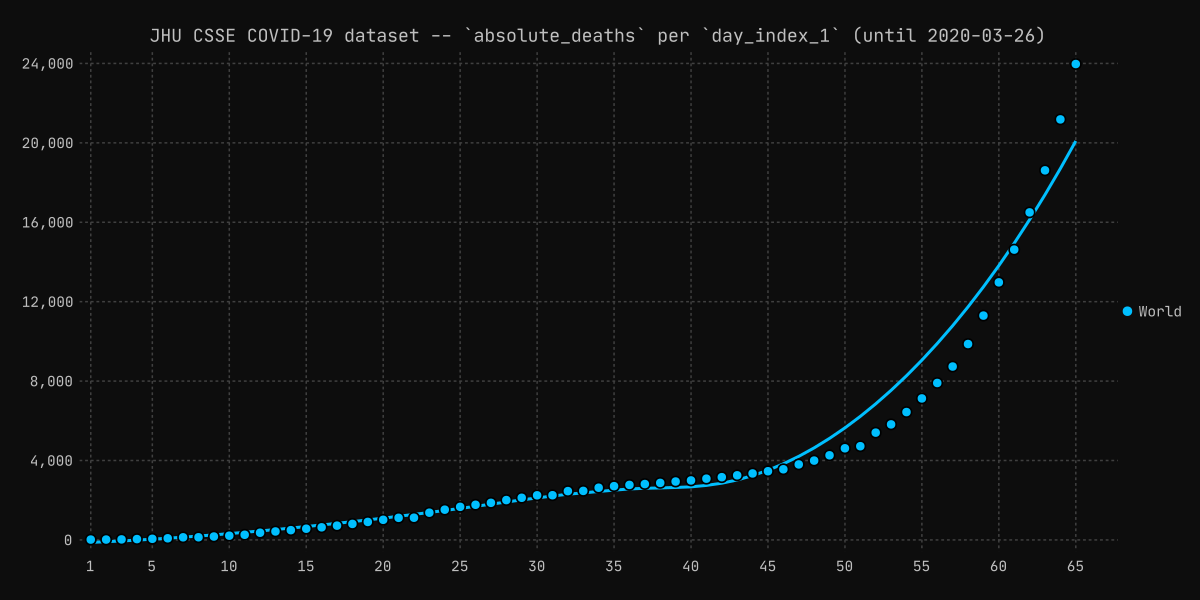 JHU CSSE COVID-19 dataset -- `absolute_deaths` per `day_index_1` (until 2020-03-26)
24,000
20,000
16,000
12,000
8,000
4,000
0
World
1 5 10 15 20 25 30 35 40 45 50 55 60 65